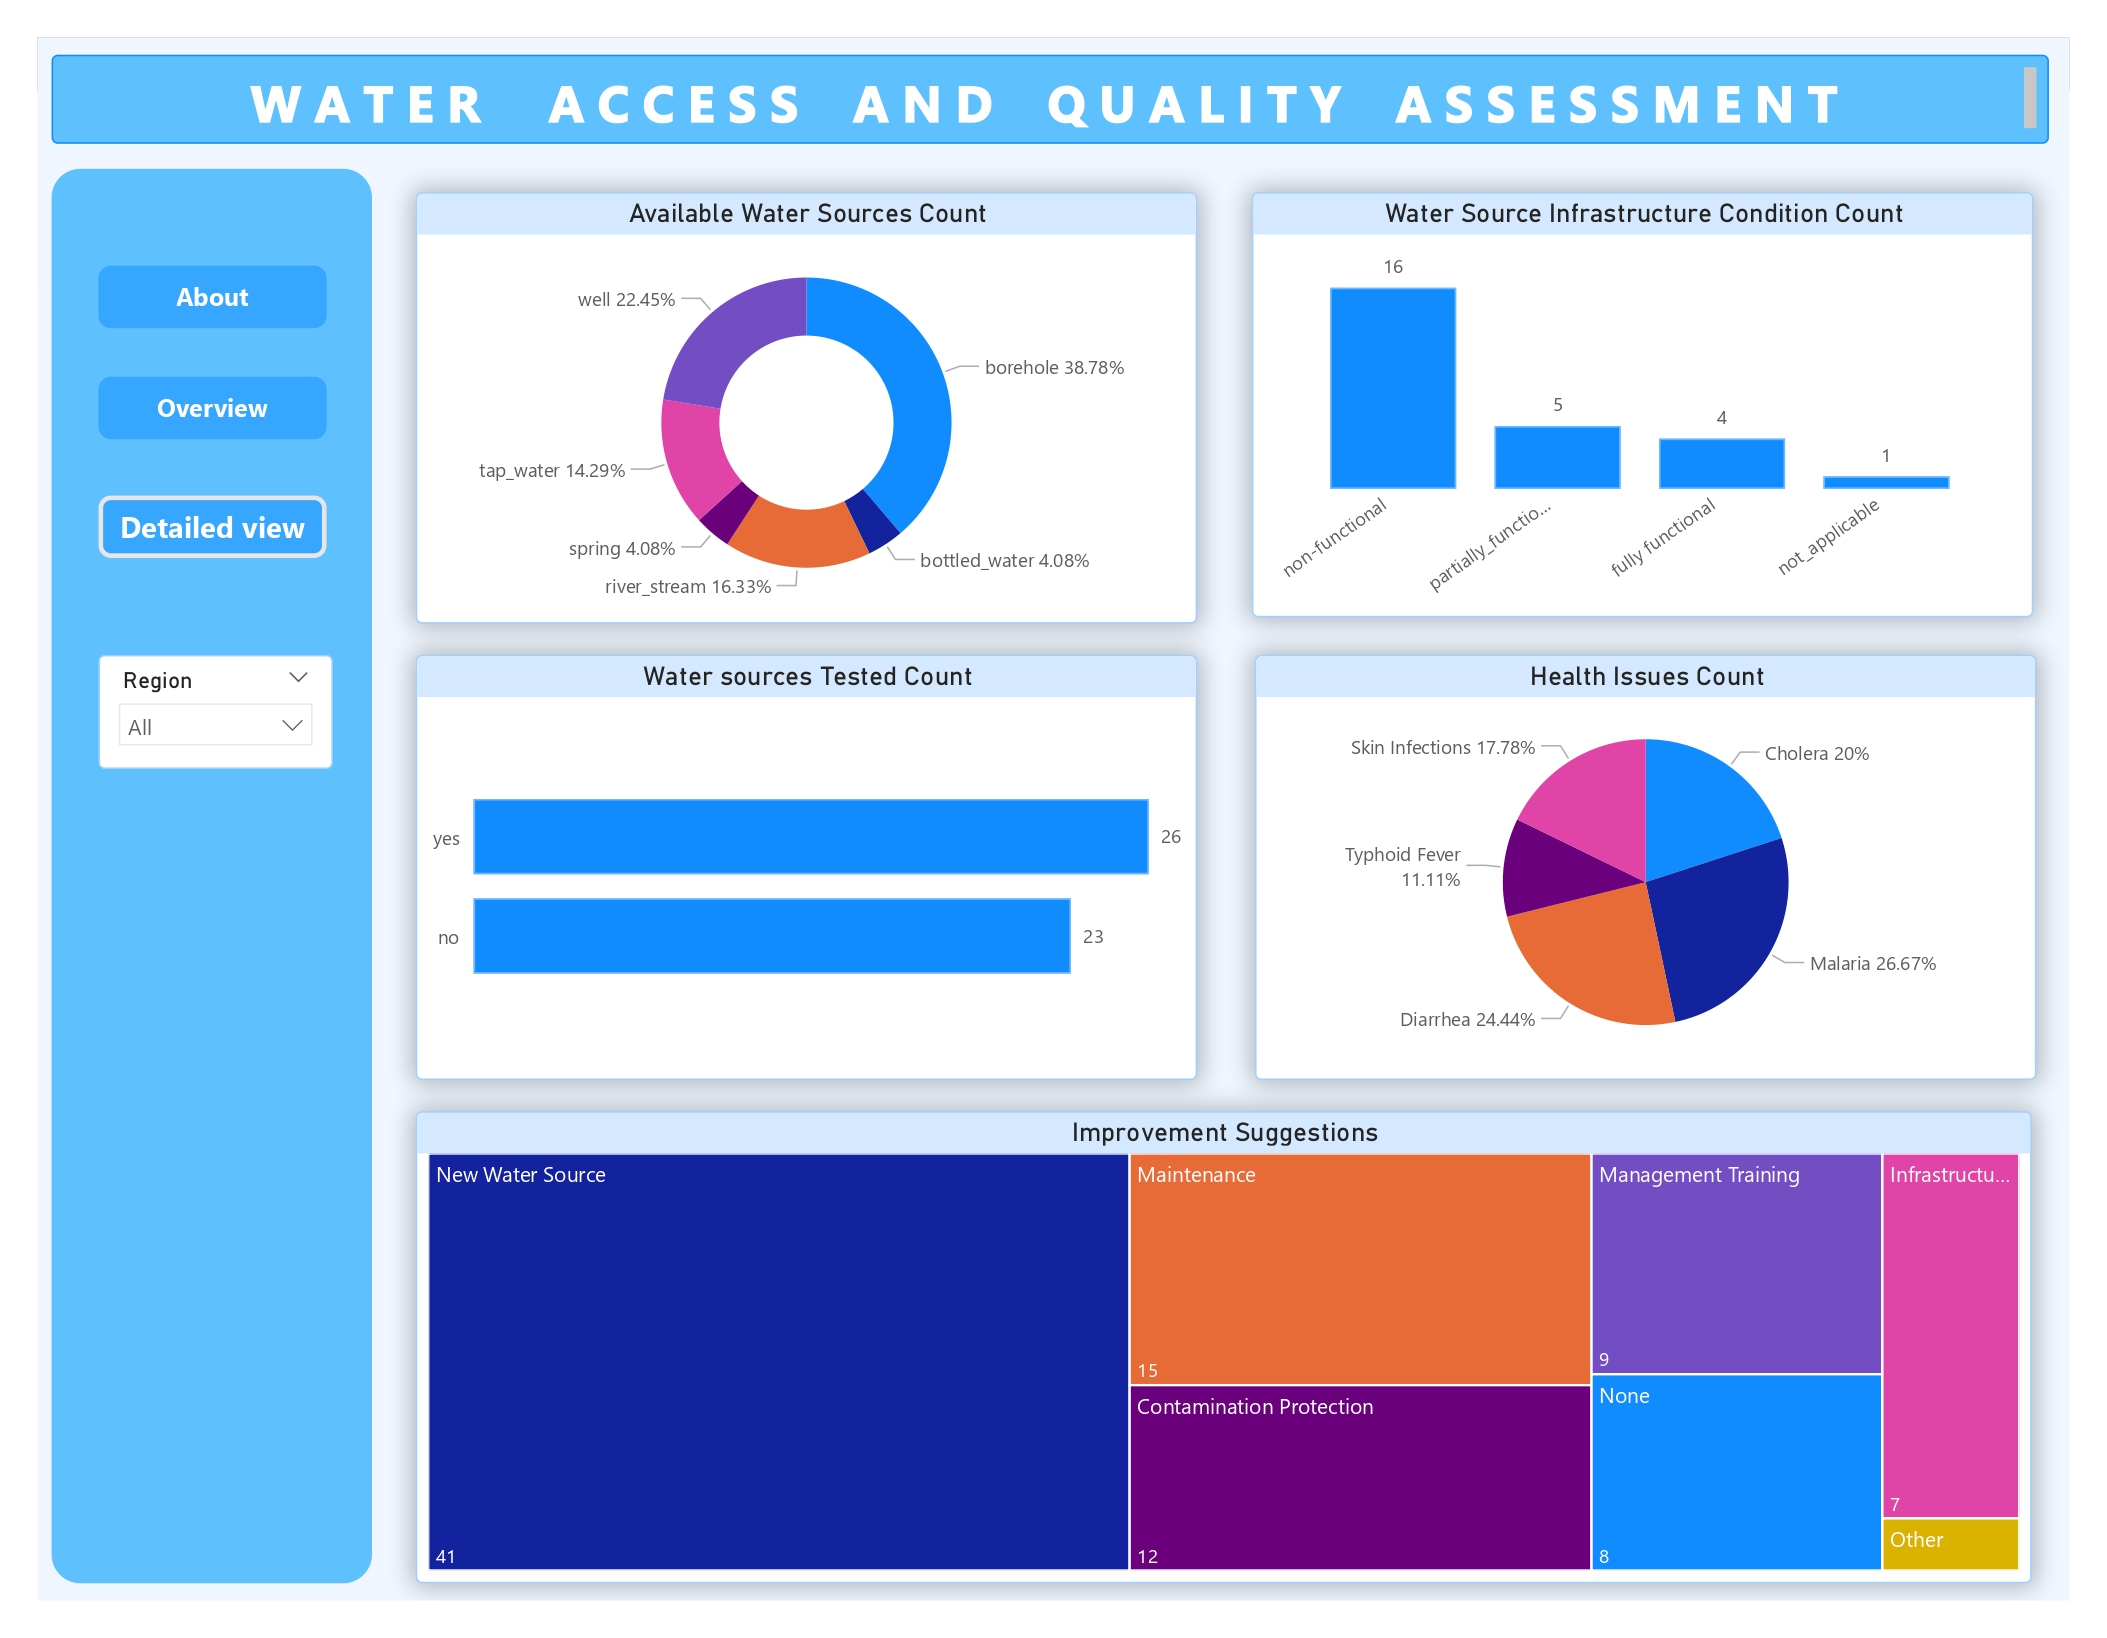 WATER ACCESS AND QUALITY ASSESSMENT
About
Overview
Detailed view
Region
All
Available Water Sources Count
well 22.45%
borehole 38.78%
tap_water 14.29%
spring 4.08%
bottled_water 4.08%
river_stream 16.33%
Water Source Infrastructure Condition Count
16
5
4
1
non-functional
partially_functio...
fully functional
not_applicable
Water sources Tested Count
yes
26
no
23
Health Issues Count
Skin Infections 17.78%
Cholera 20%
Typhoid Fever
11.11%
Malaria 26.67%
Diarrhea 24.44%
Improvement Suggestions
New Water Source
41
Maintenance
15
Contamination Protection
12
Management Training
9
None
8
Infrastructu...
7
Other